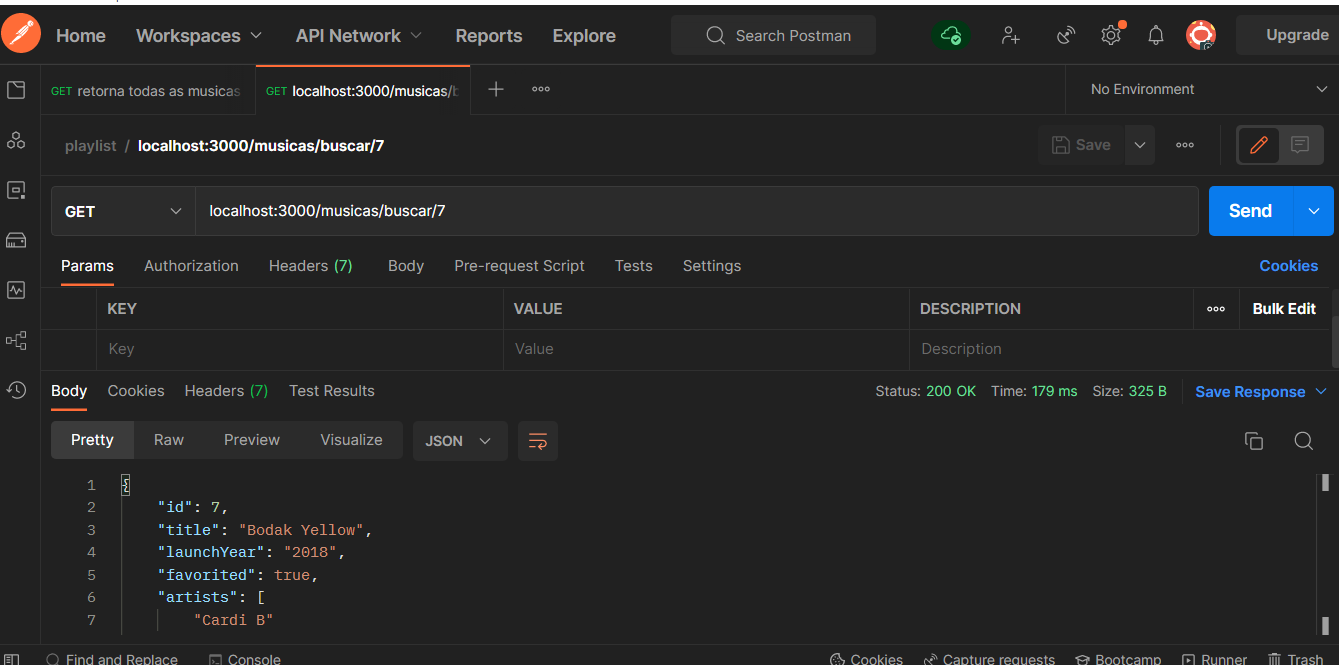 Home Workspaces API Network Reports Explore Search Postman Upgrade
GET retorna todas as musicas GET localhost:3000/musicas/b No Environment
playlist / localhost:3000/musicas/buscar/7 Save
GET localhost:3000/musicas/buscar/7 Send
Params Authorization Headers (7) Body Pre-request Script Tests Settings Cookies
KEY VALUE DESCRIPTION Bulk Edit
Key Value Description
Body Cookies Headers (7) Test Results Status: 200 OK Time: 179 ms Size: 325 B Save Response
Pretty Raw Preview Visualize JSON
1 {
2 "id": 7,
3 "title": "Bodak Yellow",
4 "launchYear": "2018",
5 "favorited": true,
6 "artists": [
7 "Cardi B"
Find and Replace Console Cookies Capture requests Bootcamp Runner Trash